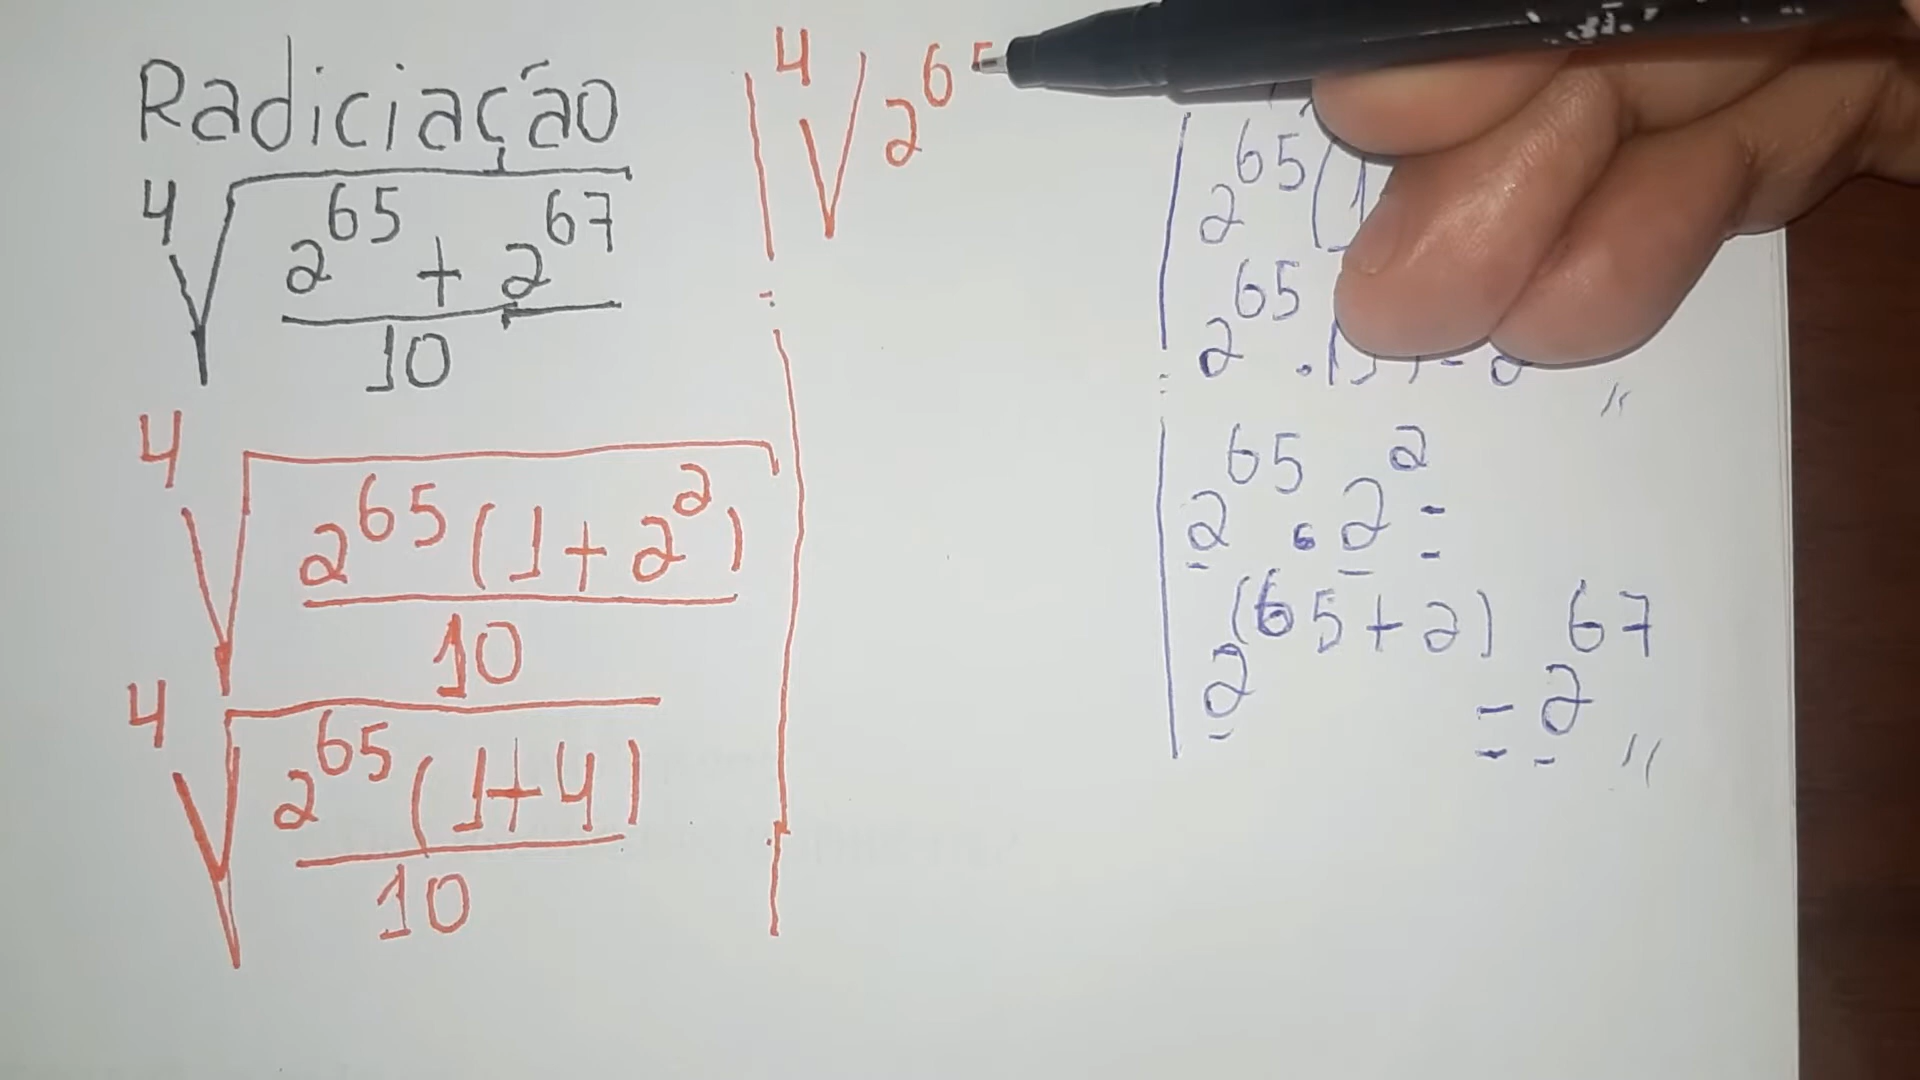 Radiciação
⁴√((2⁶⁵ + 2⁶⁷)/10)
⁴√((2⁶⁵(1+2²))/10)
⁴√((2⁶⁵(1+4))/10)
⁴√2⁶⁵
2⁶⁵(1
2⁶⁵ .
2⁶⁵ . 2² =
2⁽⁶⁵⁺²⁾ = 2⁶⁷ "